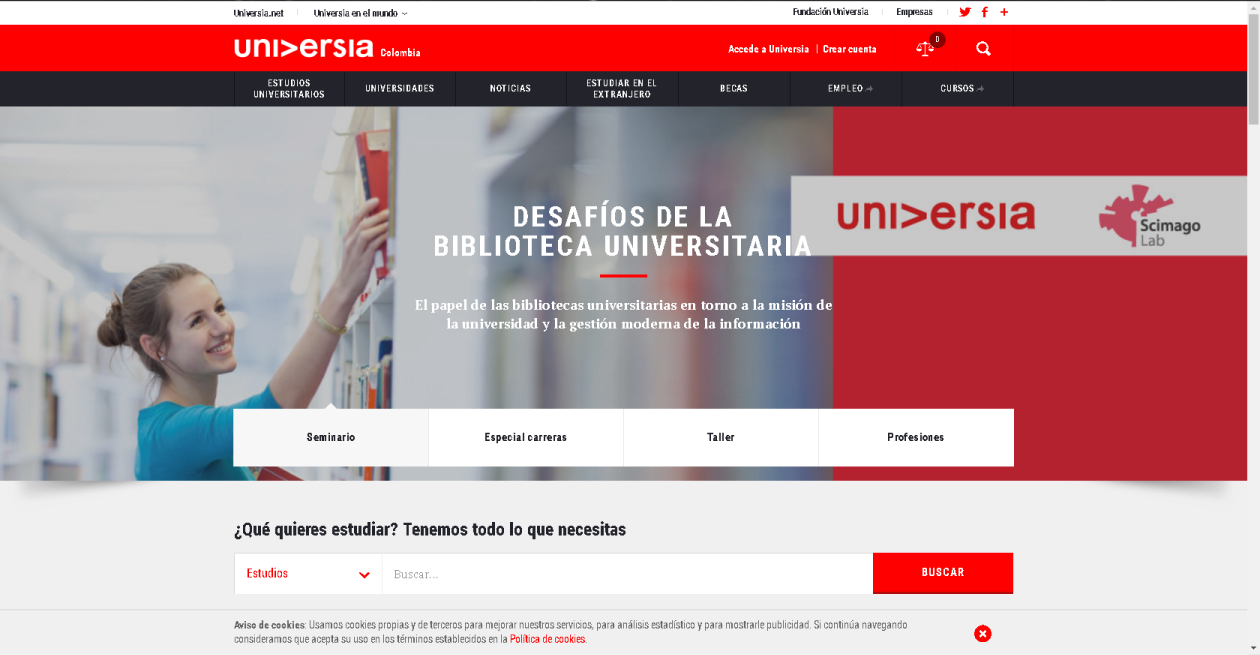 Universia.net
Universia en el mundo
Fundación Universia
Empresas
universia Colombia
Accede a Universia | Crear cuenta
0
ESTUDIOS UNIVERSITARIOS
UNIVERSIDADES
NOTICIAS
ESTUDIAR EN EL EXTRANJERO
BECAS
EMPLEO
CURSOS
DESAFÍOS DE LA
BIBLIOTECA UNIVERSITARIA
universia
Scimago
Lab
El papel de las bibliotecas universitarias en torno a la misión de
la universidad y la gestión moderna de la información
Seminario
Especial carreras
Taller
Profesiones
¿Qué quieres estudiar? Tenemos todo lo que necesitas
Estudios
Buscar...
BUSCAR
Aviso de cookies: Usamos cookies propias y de terceros para mejorar nuestros servicios, para análisis estadístico y para mostrarle publicidad. Si continúa navegando
consideramos que acepta su uso en los términos establecidos en la Política de cookies.